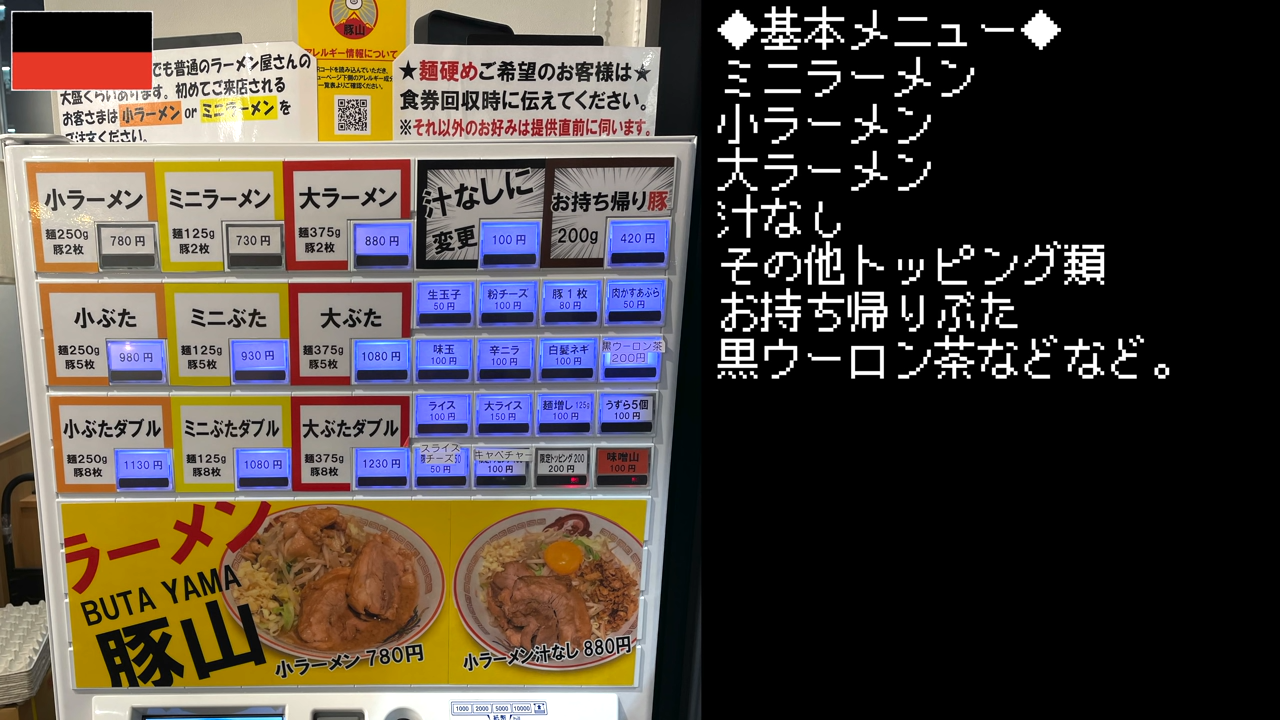 でも普通のラーメン屋さんの
大盛くらいあります。初めてご来店される
お客さまは小ラーメン or ミニラーメン を
ご注文ください。
豚山
アレルギー情報について
★麺硬めご希望のお客様は★
食券回収時に伝えてください。
※それ以外のお好みは提供直前に伺います。
小ラーメン
麺250g
豚2枚
780円
ミニラーメン
麺125g
豚2枚
730円
大ラーメン
麺375g
豚2枚
880円
汁なしに
変更
100円
お持ち帰り豚
200g
420円
小ぶた
麺250g
豚5枚
980円
ミニぶた
麺125g
豚5枚
930円
大ぶた
麺375g
豚5枚
1080円
生玉子
50円
粉チーズ
100円
豚1枚
80円
肉かすあぶら
50円
味玉
100円
辛ニラ
100円
白髪ネギ
100円
黒ウーロン茶
200円
小ぶたダブル
麺250g
豚8枚
1130円
ミニぶたダブル
麺125g
豚8枚
1080円
大ぶたダブル
麺375g
豚8枚
1230円
ライス
100円
大ライス
150円
麺増し125g
100円
うずら5個
100円
スライス
チーズ
50円
キャベチャー
100円
限定トッピング200
200円
味噌山
100円
ラーメン
BUTA YAMA
豚山
小ラーメン 780円
小ラーメン汁なし 880円
1000 2000 5000 10000
◆基本メニュー◆
ミニラーメン
小ラーメン
大ラーメン
汁なし
その他トッピング類
お持ち帰りぶた
黒ウーロン茶などなど。